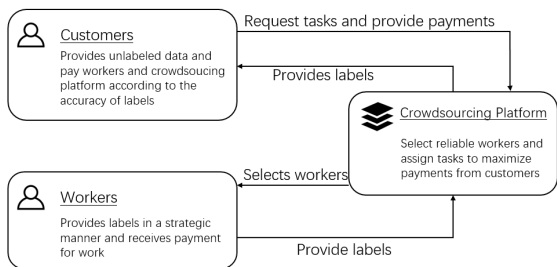 Request tasks and provide payments
Customers
Provides unlabeled data and
pay workers and crowdsoucing
platform according to the
accuracy of labels
Provides labels
Crowdsourcing Platform
Select reliable workers and
assign tasks to maximize
payments from customers
Selects workers
Workers
Provides labels in a strategic
manner and receives payment
for work
Provide labels